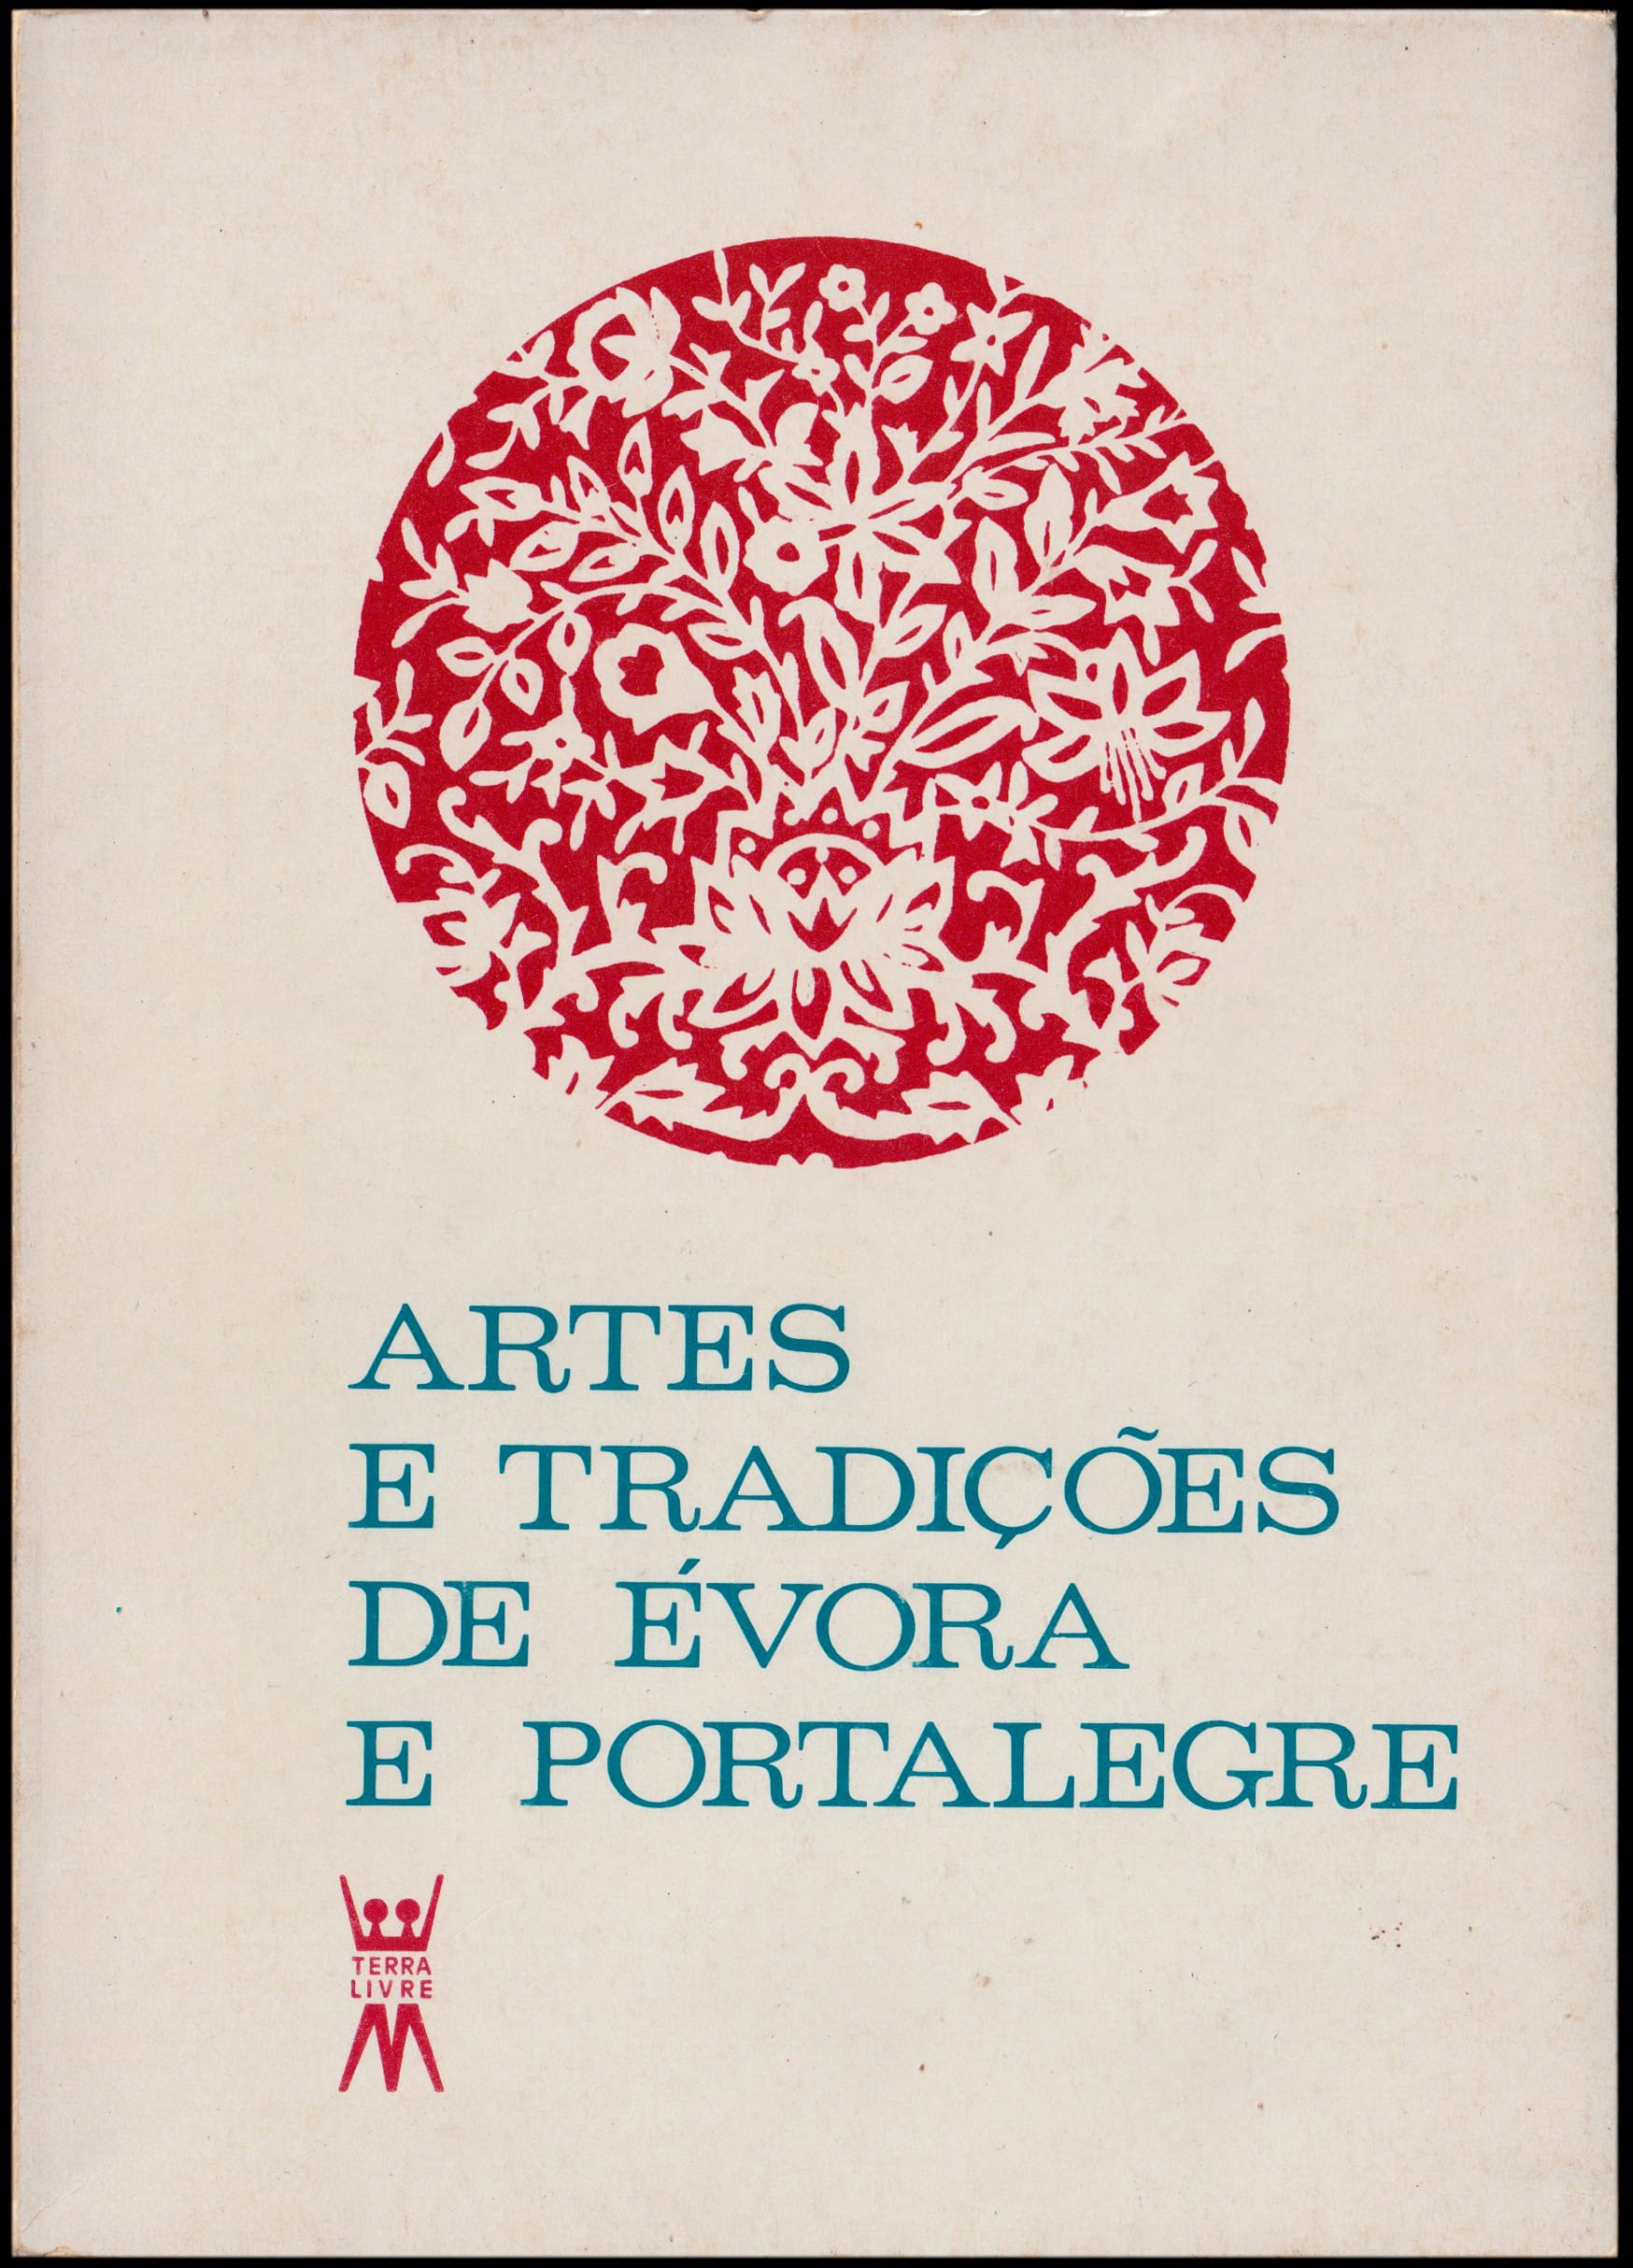 ARTES
E TRADIÇÕES
DE ÉVORA
E PORTALEGRE
TERRA
LIVRE